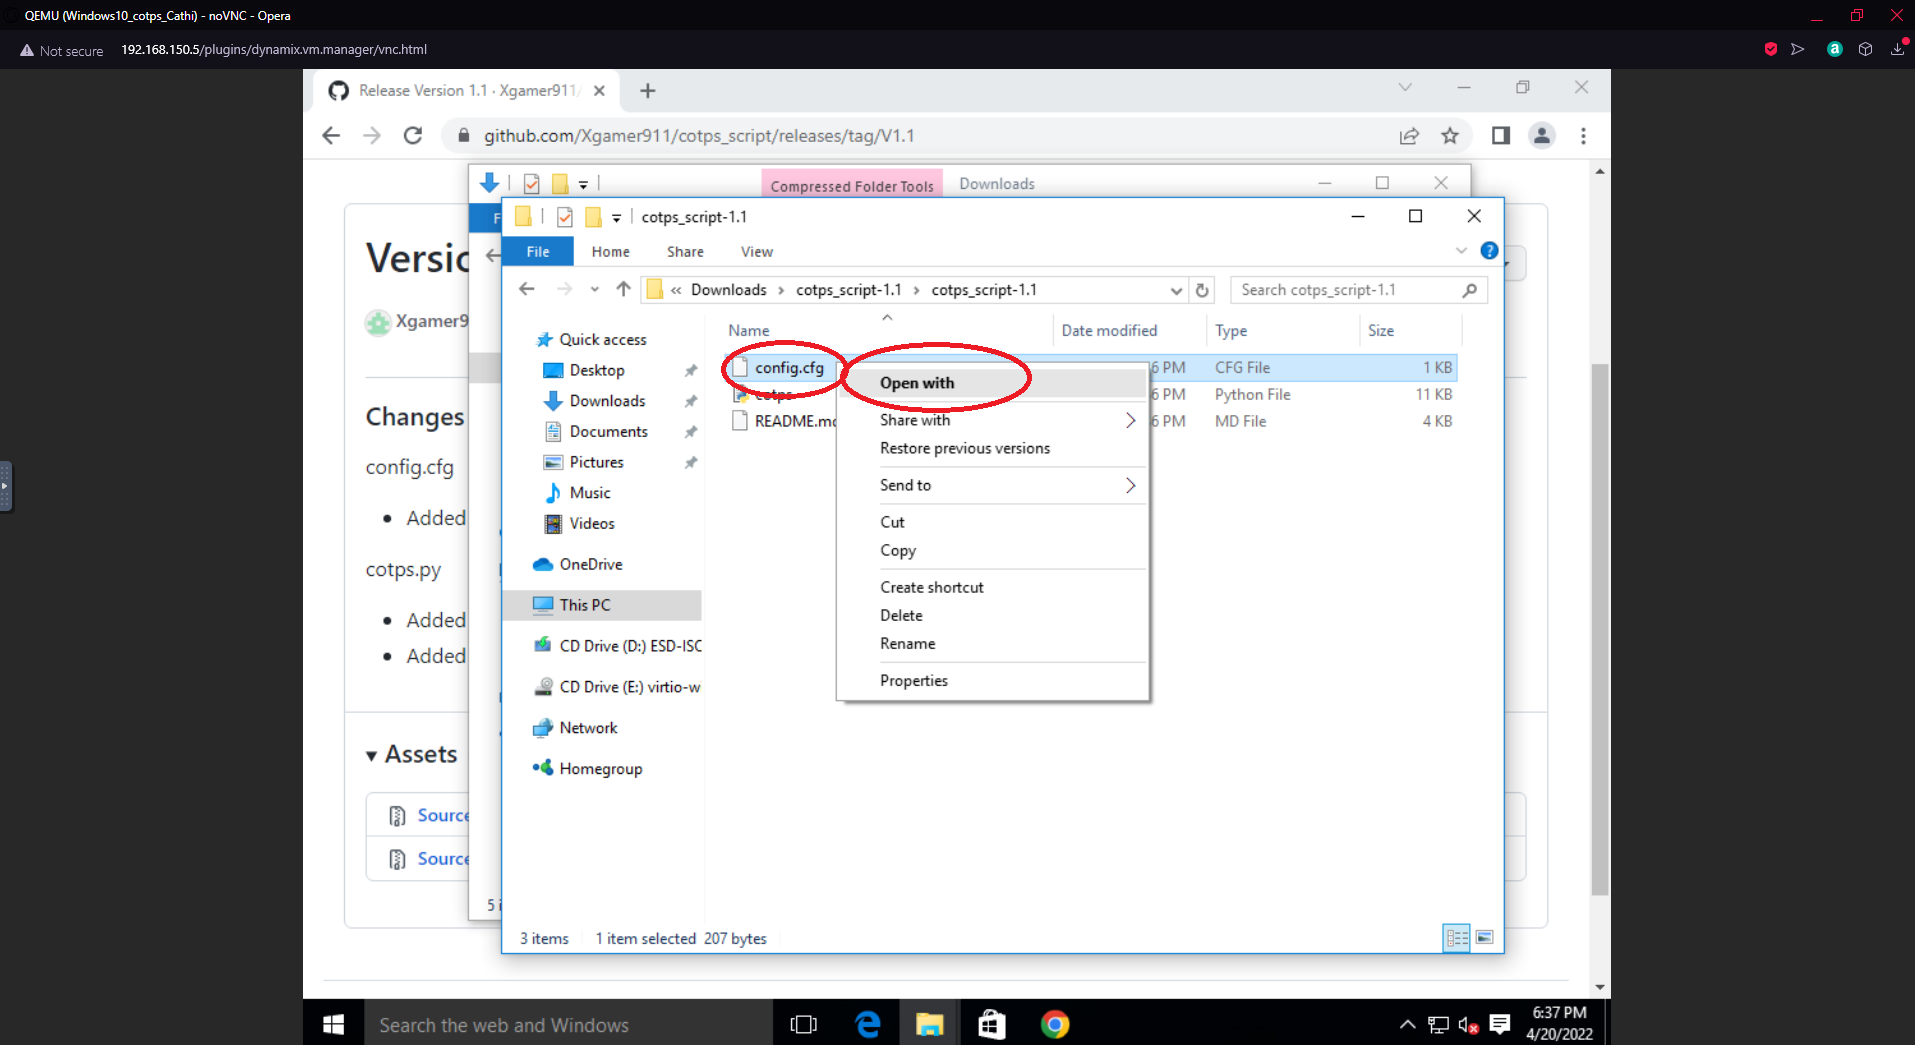 QEMU (Windows10_cotps_Cathi) - noVNC - Opera
Not secure 192.168.150.5/plugins/dynamix.vm.manager/vnc.html
Release Version 1.1 · Xgamer911/
github.com/Xgamer911/cotps_script/releases/tag/V1.1
Compressed Folder Tools Downloads
cotps_script-1.1
File Home Share View
« Downloads > cotps_script-1.1 > cotps_script-1.1
Search cotps_script-1.1
Xgamer9
Changes
config.cfg
Added
cotps.py
Added
Added
Assets
Source
Source
Quick access
Desktop
Downloads
Documents
Pictures
Music
Videos
OneDrive
This PC
CD Drive (D:) ESD-ISO
CD Drive (E:) virtio-w
Network
Homegroup
Name Date modified Type Size
config.cfg 6 PM CFG File 1 KB
cotps 6 PM Python File 11 KB
README.md 6 PM MD File 4 KB
Open with
Share with
Restore previous versions
Send to
Cut
Copy
Create shortcut
Delete
Rename
Properties
3 items 1 item selected 207 bytes
Search the web and Windows
6:37 PM
4/20/2022